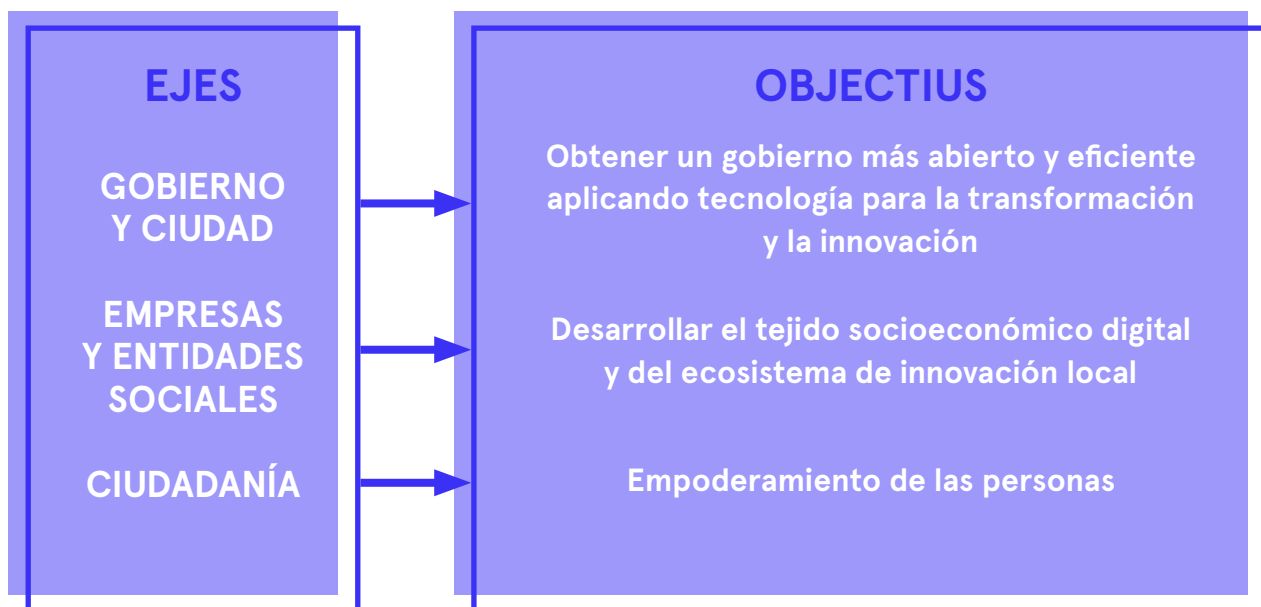 EJES
GOBIERNO
Y CIUDAD
EMPRESAS
Y ENTIDADES
SOCIALES
CIUDADANÍA
OBJECTIUS
Obtener un gobierno más abierto y eficiente
aplicando tecnología para la transformación
y la innovación
Desarrollar el tejido socioeconómico digital
y del ecosistema de innovación local
Empoderamiento de las personas